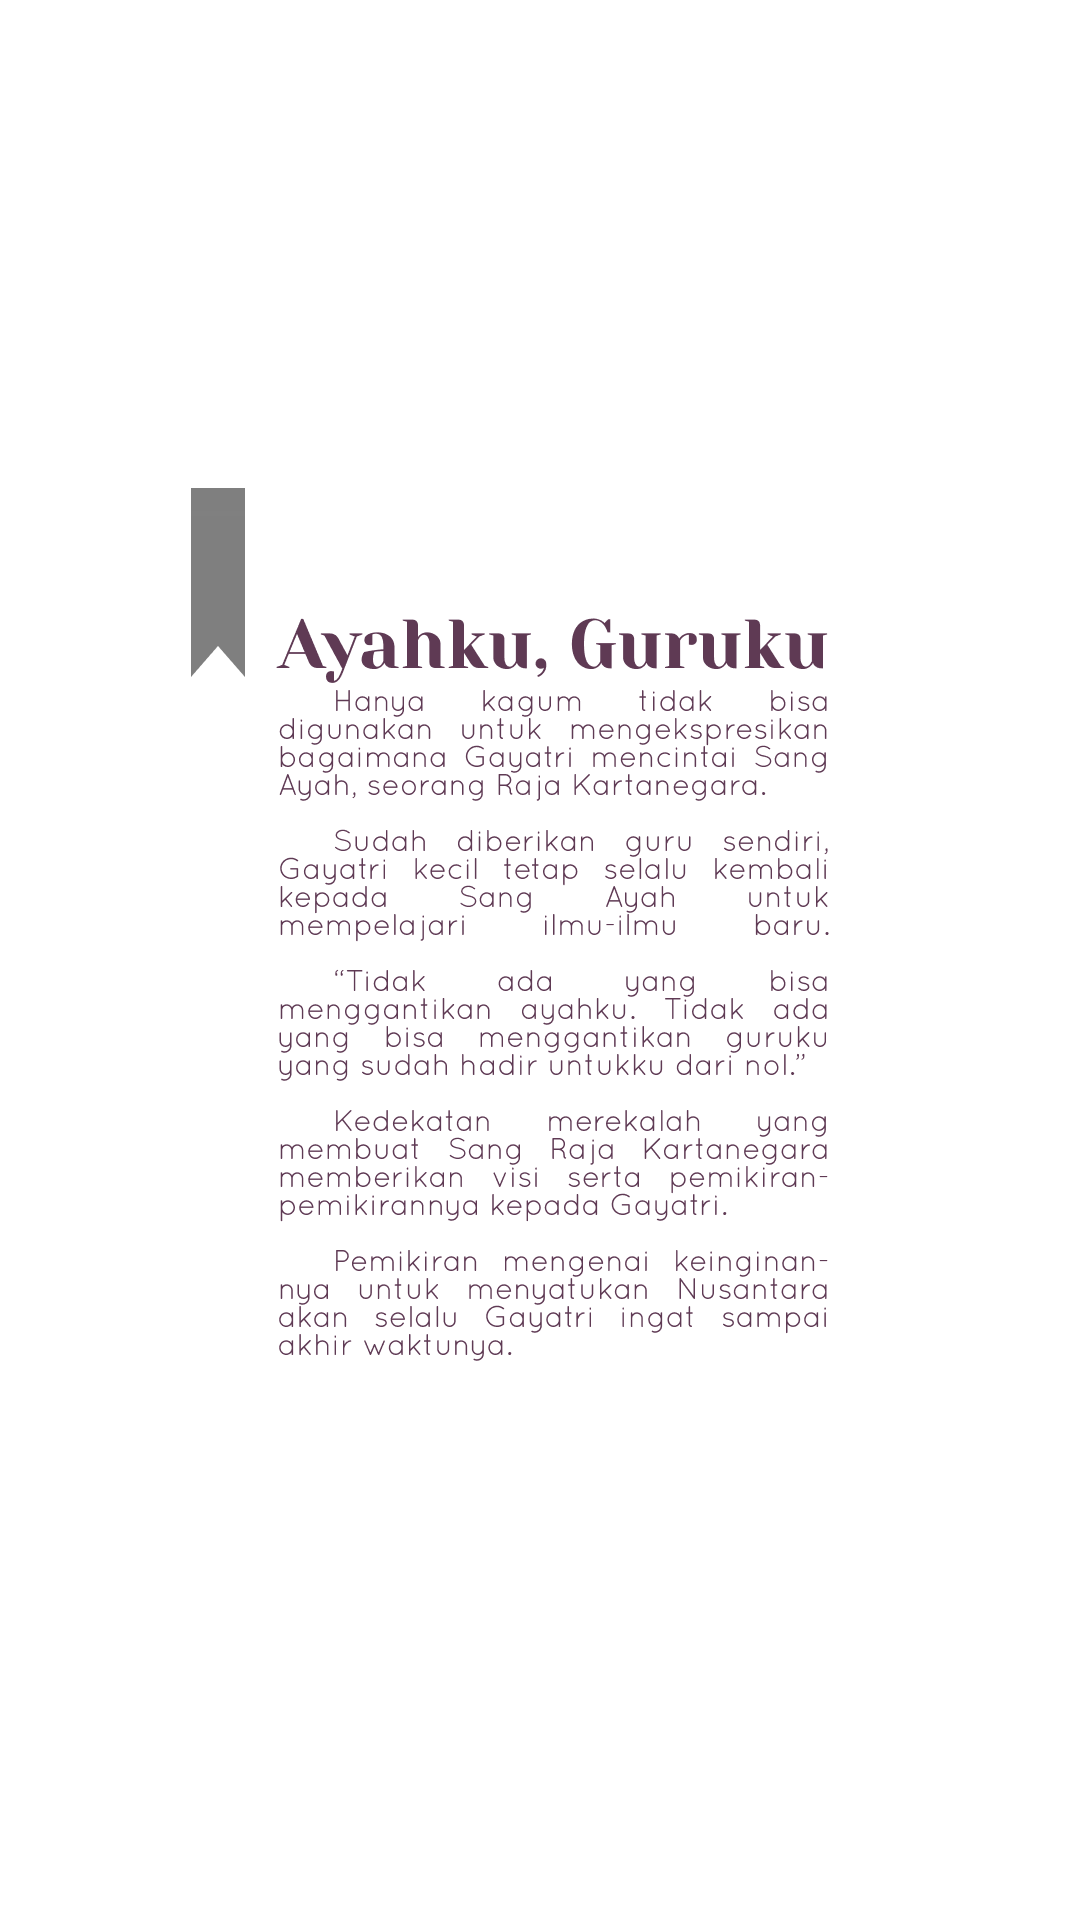 Ayahku, Guruku
Hanya kagum tidak bisa
digunakan untuk mengekspresikan
bagaimana Gayatri mencintai Sang
Ayah, seorang Raja Kartanegara.
Sudah diberikan guru sendiri,
Gayatri kecil tetap selalu kembali
kepada Sang Ayah untuk
mempelajari ilmu-ilmu baru.
“Tidak ada yang bisa
menggantikan ayahku. Tidak ada
yang bisa menggantikan guruku
yang sudah hadir untukku dari nol.”
Kedekatan merekalah yang
membuat Sang Raja Kartanegara
memberikan visi serta pemikiran-
pemikirannya kepada Gayatri.
Pemikiran mengenai keinginan-
nya untuk menyatukan Nusantara
akan selalu Gayatri ingat sampai
akhir waktunya.